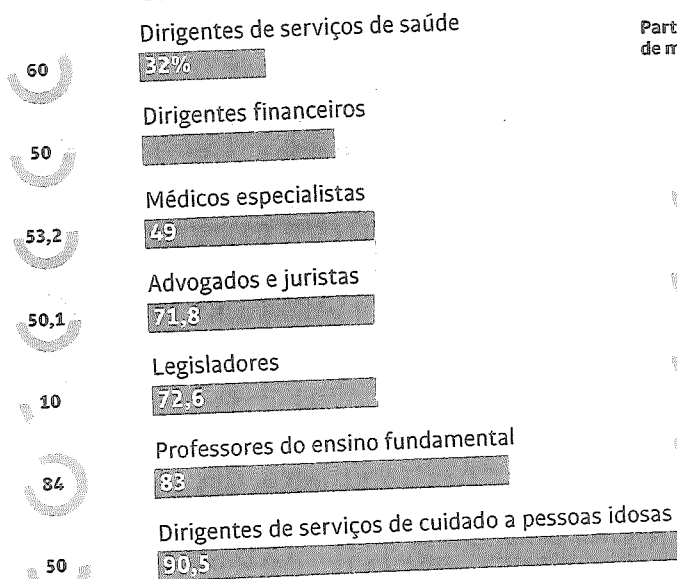 Dirigentes de serviços de saúde
60
32%
Part
de m
Dirigentes financeiros
50
Médicos especialistas
53,2
49
Advogados e juristas
50,1
71,8
Legisladores
10
72,6
Professores do ensino fundamental
84
83
Dirigentes de serviços de cuidado a pessoas idosas
50
90,5